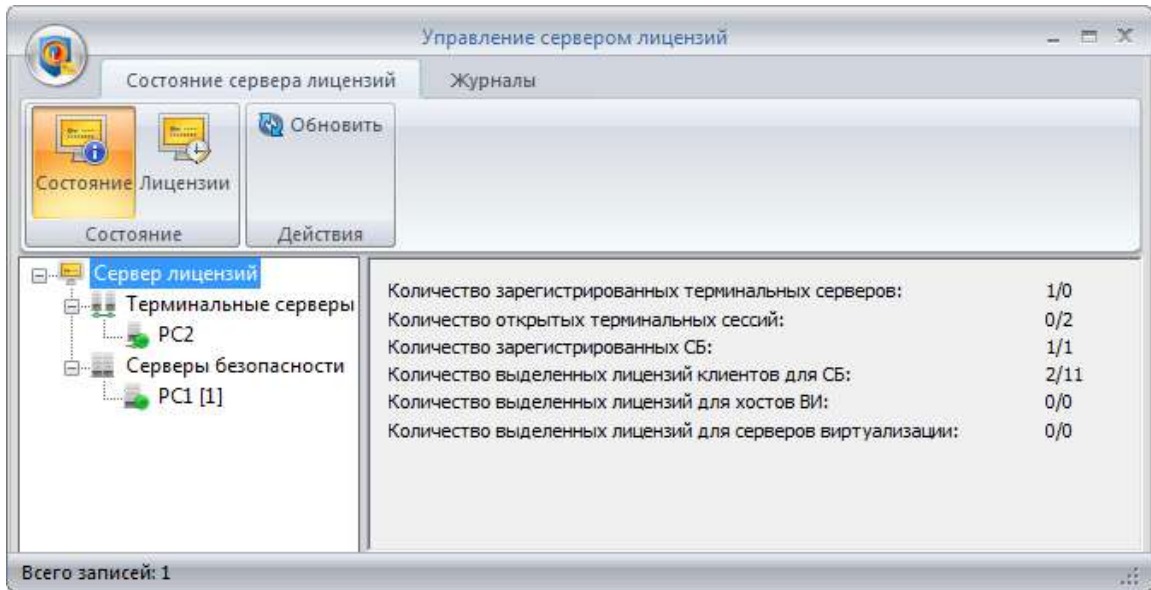 Управление сервером лицензий
Состояние сервера лицензий Журналы
Обновить
Состояние Лицензии
Состояние Действия
Сервер лицензий
Терминальные серверы
PC2
Серверы безопасности
PC1 [1]
Количество зарегистрированных терминальных серверов: 1/0
Количество открытых терминальных сессий: 0/2
Количество зарегистрированных СБ: 1/1
Количество выделенных лицензий клиентов для СБ: 2/11
Количество выделенных лицензий для хостов ВИ: 0/0
Количество выделенных лицензий для серверов виртуализации: 0/0
Всего записей: 1